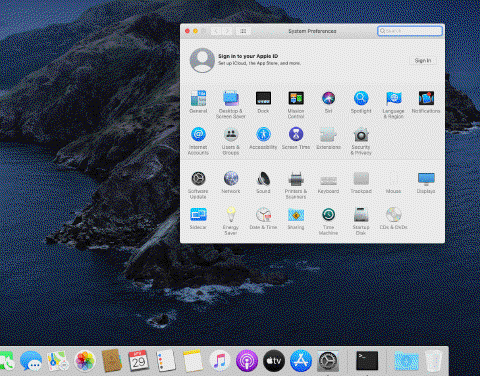 System Preferences
Search
Sign in to your Apple ID
Set up iCloud, the App Store, and more.
Sign In
General
Desktop &
Screen Saver
Dock
Mission
Control
Siri
Spotlight
Language
& Region
Notifications
Internet
Accounts
Users &
Groups
Accessibility
Screen Time
Extensions
Security
& Privacy
Software
Update
Network
Sound
Printers &
Scanners
Keyboard
Trackpad
Mouse
Displays
Sidecar
Energy
Saver
Date & Time
Sharing
Time
Machine
Startup
Disk
CDs & DVDs
29
tv